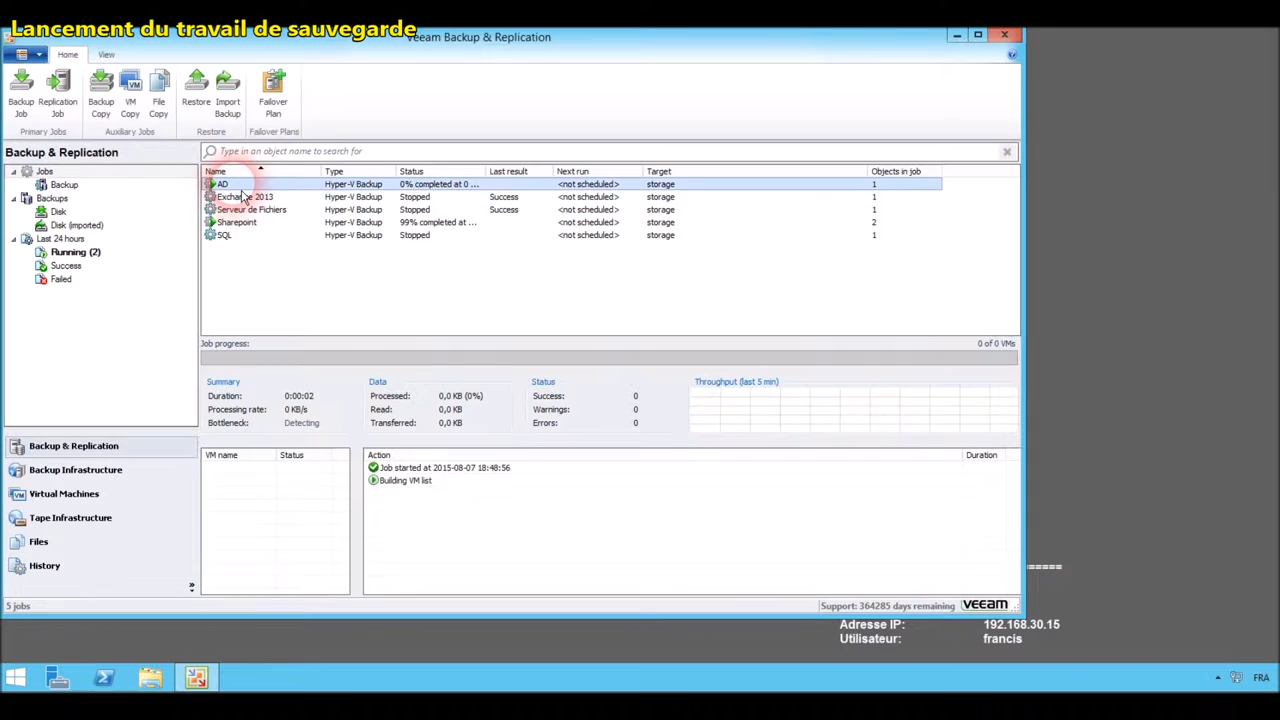 Lancement du travail de sauvegarde
Veeam Backup & Replication
Home View
Backup Job
Replication Job
Backup Copy
VM Copy
File Copy
Restore
Import Backup
Failover Plan
Primary Jobs
Auxiliary Jobs
Restore
Failover Plans
Backup & Replication
Type in an object name to search for
Jobs
Backup
Backups
Disk
Disk (imported)
Last 24 hours
Running (2)
Success
Failed
Name Type Status Last result Next run Target Objects in job
AD Hyper-V Backup 0% completed at 0 ... <not scheduled> storage 1
Exchange 2013 Hyper-V Backup Stopped Success <not scheduled> storage 1
Serveur de Fichiers Hyper-V Backup Stopped Success <not scheduled> storage 1
Sharepoint Hyper-V Backup 99% completed at ... <not scheduled> storage 2
SQL Hyper-V Backup Stopped <not scheduled> storage 1
Job progress: 0 of 0 VMs
Summary Data Status Throughput (last 5 min)
Duration: 0:00:02 Processed: 0,0 KB (0%) Success: 0
Processing rate: 0 KB/s Read: 0,0 KB Warnings: 0
Bottleneck: Detecting Transferred: 0,0 KB Errors: 0
VM name Status Action Duration
Job started at 2015-08-07 18:48:56
Building VM list
Backup & Replication
Backup Infrastructure
Virtual Machines
Tape Infrastructure
Files
History
»
5 jobs Support: 364285 days remaining veeam
=====
Adresse IP: 192.168.30.15
Utilisateur: francis
FRA